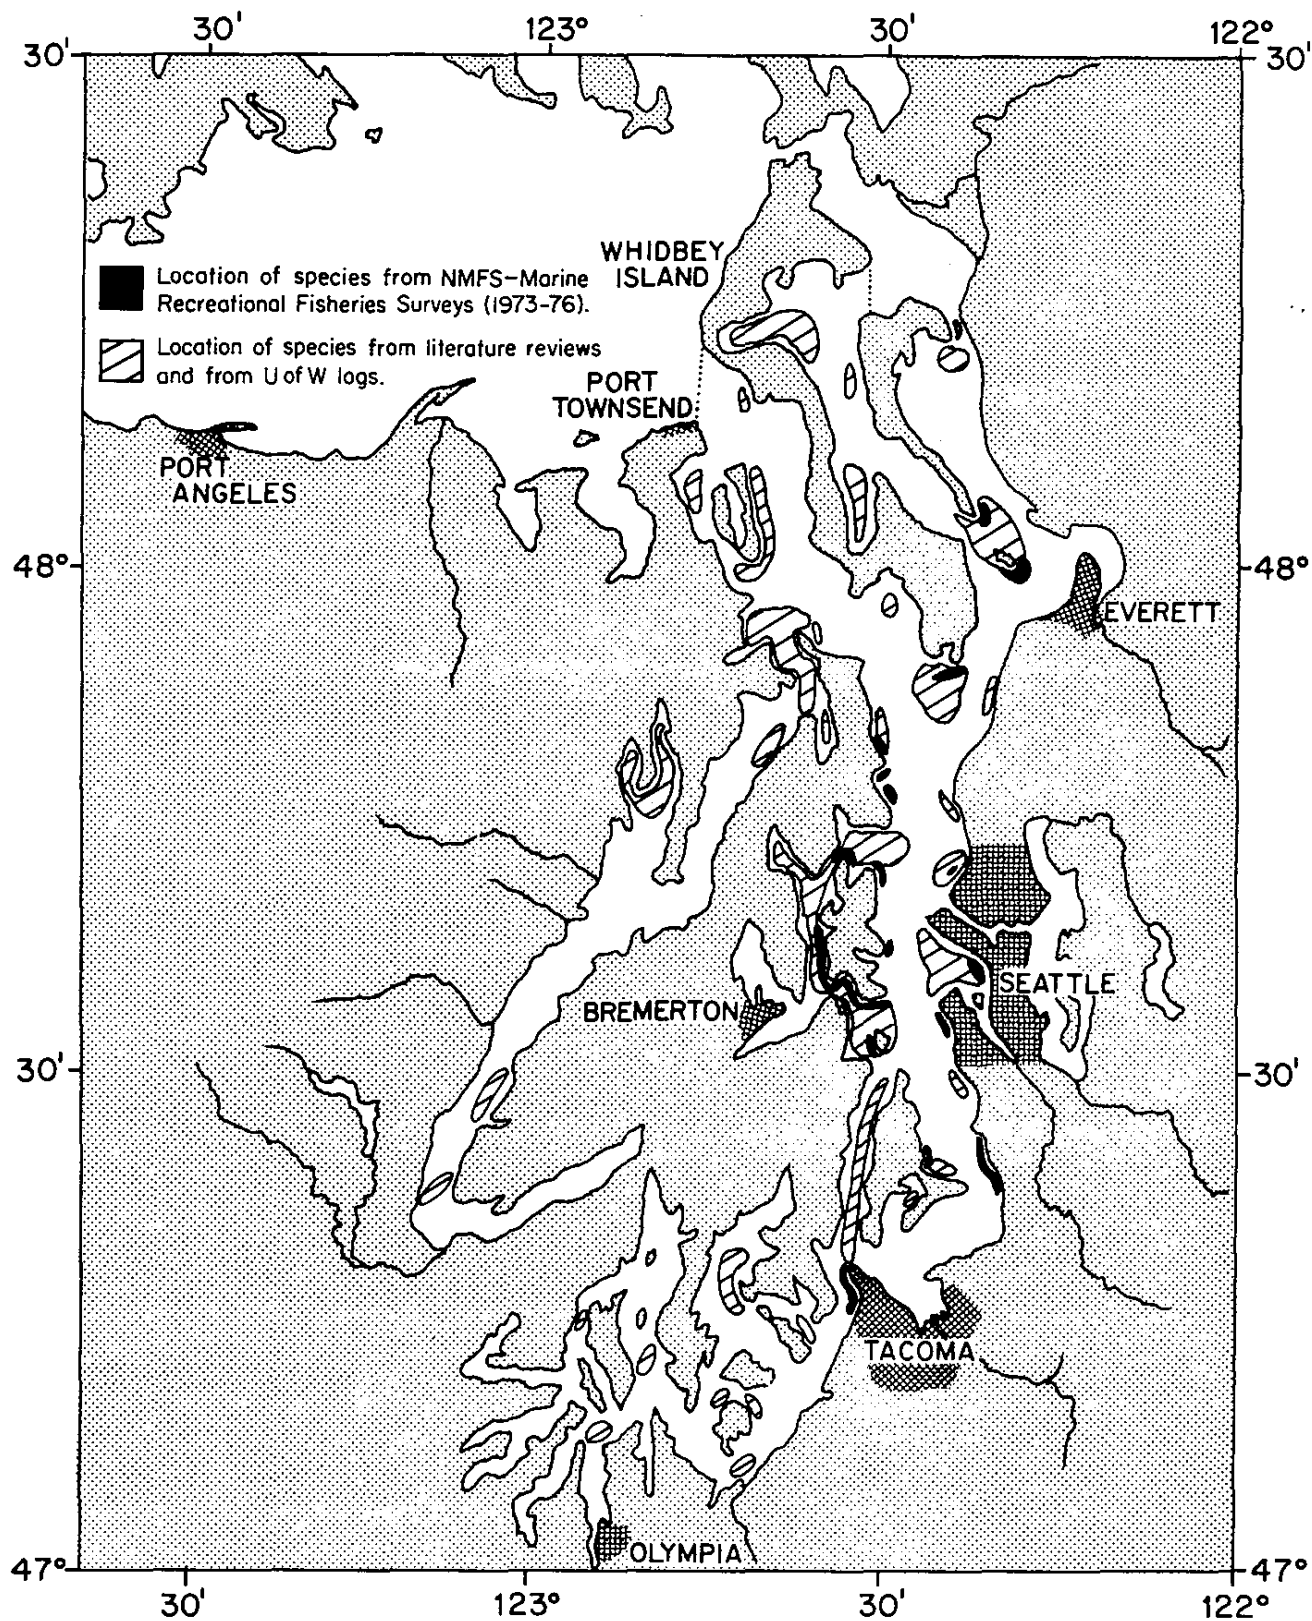 30' 123° 30' 122°
30' 30'
WHIDBEY
ISLAND
Location of species from NMFS-Marine
Recreational Fisheries Surveys (1973-76).
Location of species from literature reviews
and from U of W logs.
PORT
TOWNSEND
PORT
ANGELES
48° 48°
EVERETT
SEATTLE
BREMERTON
30' 30'
TACOMA
OLYMPIA
47° 47°
30' 123° 30' 122°